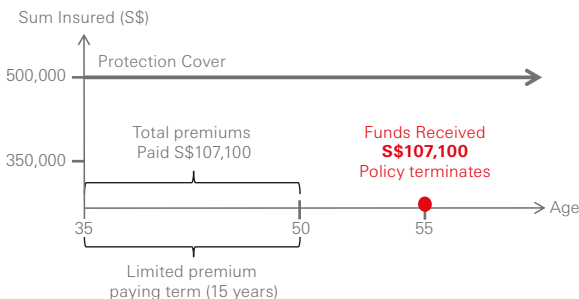 Sum Insured (S$)
500,000
Protection Cover
350,000
Total premiums
Paid S$107,100
Funds Received
S$107,100
Policy terminates
Age
35
50
55
Limited premium
paying term (15 years)